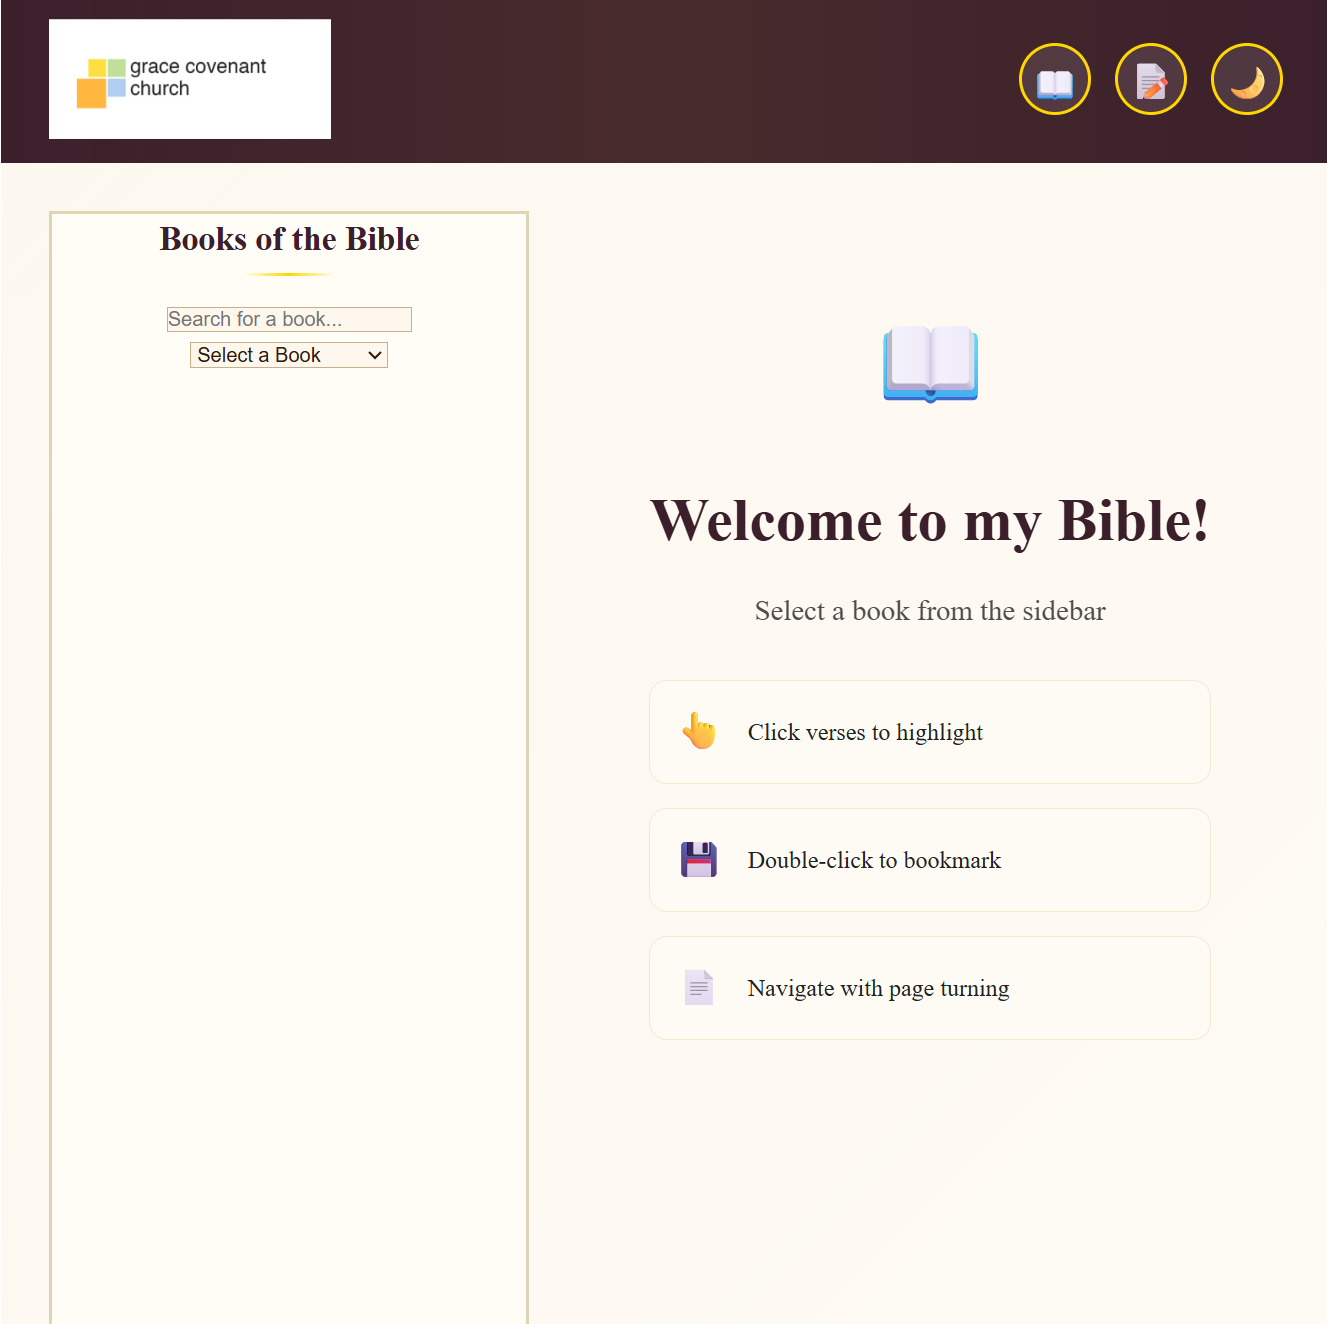 grace covenant
church
Books of the Bible
Search for a book...
Select a Book
Welcome to my Bible!
Select a book from the sidebar
Click verses to highlight
Double-click to bookmark
Navigate with page turning